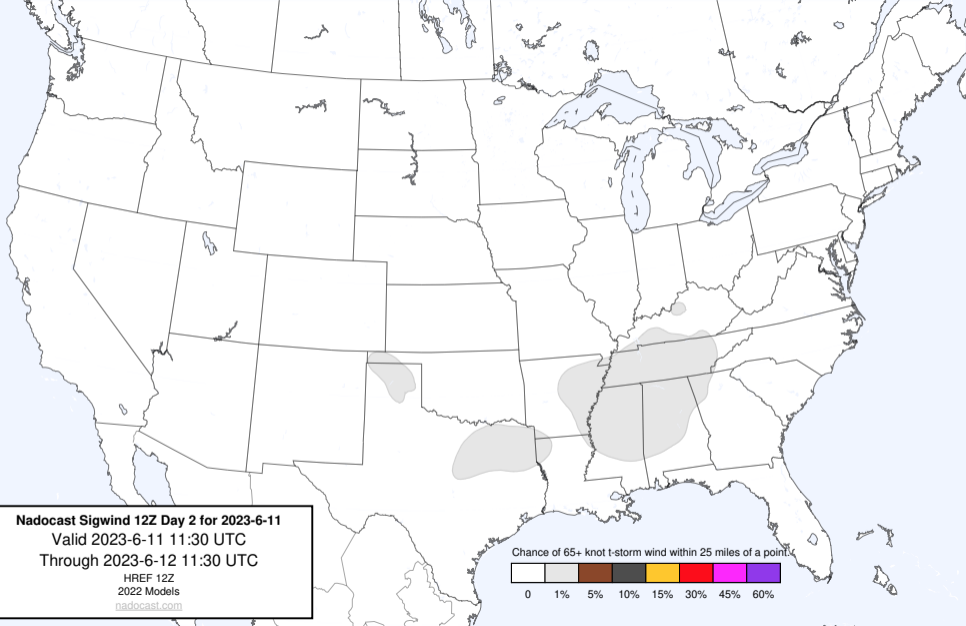 Nadocast Sigwind 12Z Day 2 for 2023-6-11
Valid 2023-6-11 11:30 UTC
Through 2023-6-12 11:30 UTC
HREF 12Z
2022 Models
nadocast.com
Chance of 65+ knot t-storm wind within 25 miles of a point.
0 1% 5% 10% 15% 30% 45% 60%